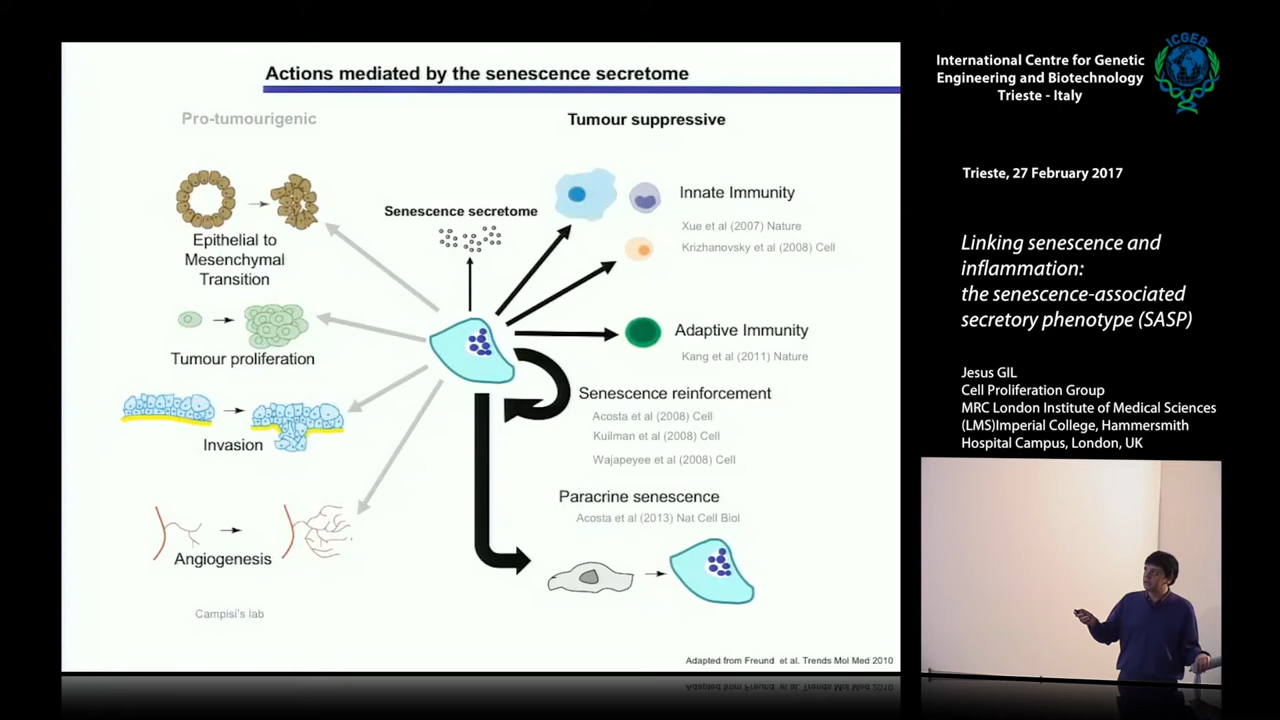 Actions mediated by the senescence secretome
Pro-tumourigenic
Tumour suppressive
Epithelial to
Mesenchymal
Transition
Tumour proliferation
Invasion
Angiogenesis
Campisi's lab
Senescence secretome
Innate Immunity
Xue et al (2007) Nature
Krizhanovsky et al (2008) Cell
Adaptive Immunity
Kang et al (2011) Nature
Senescence reinforcement
Acosta et al (2008) Cell
Kuilman et al (2008) Cell
Wajapeyee et al (2008) Cell
Paracrine senescence
Acosta et al (2013) Nat Cell Biol
Adapted from Freund et al. Trends Mol Med 2010
International Centre for Genetic
Engineering and Biotechnology
Trieste - Italy
ICGEB
Trieste, 27 February 2017
Linking senescence and
inflammation:
the senescence-associated
secretory phenotype (SASP)
Jesus GIL
Cell Proliferation Group
MRC London Institute of Medical Sciences
(LMS)Imperial College, Hammersmith
Hospital Campus, London, UK